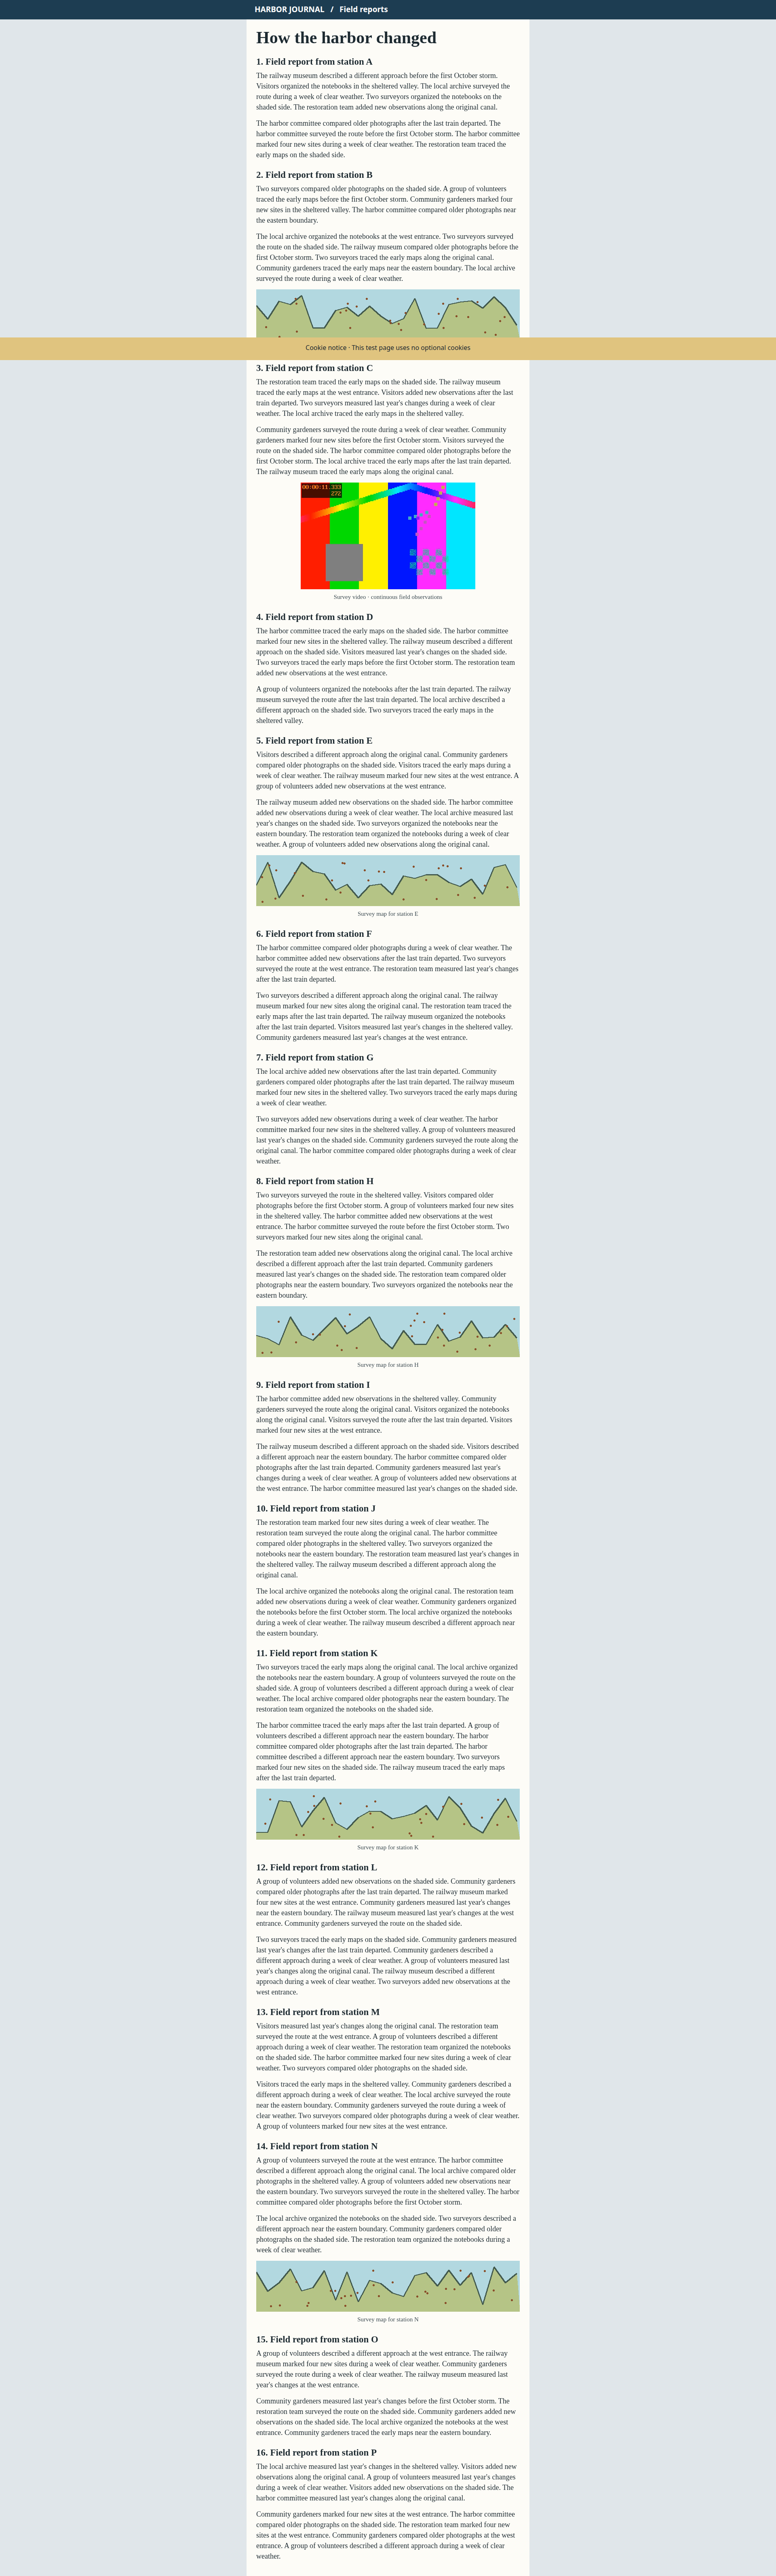 HARBOR JOURNAL / Field reports
How the harbor changed
1. Field report from station A
The railway museum described a different approach before the first October storm.
Visitors organized the notebooks in the sheltered valley. The local archive surveyed the
route during a week of clear weather. Two surveyors organized the notebooks on the
shaded side. The restoration team added new observations along the original canal.
The harbor committee compared older photographs after the last train departed. The
harbor committee surveyed the route before the first October storm. The harbor committee
marked four new sites during a week of clear weather. The restoration team traced the
early maps on the shaded side.
2. Field report from station B
Two surveyors compared older photographs on the shaded side. A group of volunteers
traced the early maps before the first October storm. Community gardeners marked four
new sites in the sheltered valley. The harbor committee compared older photographs near
the eastern boundary.
The local archive organized the notebooks at the west entrance. Two surveyors surveyed
the route on the shaded side. The railway museum compared older photographs before the
first October storm. Two surveyors traced the early maps along the original canal.
Community gardeners traced the early maps near the eastern boundary. The local archive
surveyed the route during a week of clear weather.
Cookie notice · This test page uses no optional cookies
3. Field report from station C
The restoration team traced the early maps on the shaded side. The railway museum
traced the early maps at the west entrance. Visitors added new observations after the last
train departed. Two surveyors measured last year's changes during a week of clear
weather. The local archive traced the early maps in the sheltered valley.
Community gardeners surveyed the route during a week of clear weather. Community
gardeners marked four new sites before the first October storm. Visitors surveyed the
route on the shaded side. The harbor committee compared older photographs before the
first October storm. The local archive traced the early maps after the last train departed.
The railway museum traced the early maps along the original canal.
00:00:11.333
272
Survey video · continuous field observations
4. Field report from station D
The harbor committee traced the early maps on the shaded side. The harbor committee
marked four new sites in the sheltered valley. The railway museum described a different
approach on the shaded side. Visitors measured last year's changes on the shaded side.
Two surveyors traced the early maps before the first October storm. The restoration team
added new observations at the west entrance.
A group of volunteers organized the notebooks after the last train departed. The railway
museum surveyed the route after the last train departed. The local archive described a
different approach on the shaded side. Two surveyors traced the early maps in the
sheltered valley.
5. Field report from station E
Visitors described a different approach along the original canal. Community gardeners
compared older photographs on the shaded side. Visitors traced the early maps during a
week of clear weather. The railway museum marked four new sites at the west entrance. A
group of volunteers added new observations at the west entrance.
The railway museum added new observations on the shaded side. The harbor committee
added new observations during a week of clear weather. The local archive measured last
year's changes on the shaded side. Two surveyors organized the notebooks near the
eastern boundary. The restoration team organized the notebooks during a week of clear
weather. A group of volunteers added new observations along the original canal.
Survey map for station E
6. Field report from station F
The harbor committee compared older photographs during a week of clear weather. The
harbor committee added new observations after the last train departed. Two surveyors
surveyed the route at the west entrance. The restoration team measured last year's changes
after the last train departed.
Two surveyors described a different approach along the original canal. The railway
museum marked four new sites along the original canal. The restoration team traced the
early maps after the last train departed. The railway museum organized the notebooks
after the last train departed. Visitors measured last year's changes in the sheltered valley.
Community gardeners measured last year's changes at the west entrance.
7. Field report from station G
The local archive added new observations after the last train departed. Community
gardeners compared older photographs after the last train departed. The railway museum
marked four new sites in the sheltered valley. Two surveyors traced the early maps during
a week of clear weather.
Two surveyors added new observations during a week of clear weather. The harbor
committee marked four new sites in the sheltered valley. A group of volunteers measured
last year's changes on the shaded side. Community gardeners surveyed the route along the
original canal. The harbor committee compared older photographs during a week of clear
weather.
8. Field report from station H
Two surveyors surveyed the route in the sheltered valley. Visitors compared older
photographs before the first October storm. A group of volunteers marked four new sites
in the sheltered valley. The harbor committee added new observations at the west
entrance. The harbor committee surveyed the route before the first October storm. Two
surveyors marked four new sites along the original canal.
The restoration team added new observations along the original canal. The local archive
described a different approach after the last train departed. Community gardeners
measured last year's changes on the shaded side. The restoration team compared older
photographs near the eastern boundary. Two surveyors organized the notebooks near the
eastern boundary.
Survey map for station H
9. Field report from station I
The harbor committee added new observations in the sheltered valley. Community
gardeners surveyed the route along the original canal. Visitors organized the notebooks
along the original canal. Visitors surveyed the route after the last train departed. Visitors
marked four new sites at the west entrance.
The railway museum described a different approach on the shaded side. Visitors described
a different approach near the eastern boundary. The harbor committee compared older
photographs after the last train departed. Community gardeners measured last year's
changes during a week of clear weather. A group of volunteers added new observations at
the west entrance. The harbor committee measured last year's changes on the shaded side.
10. Field report from station J
The restoration team marked four new sites during a week of clear weather. The
restoration team surveyed the route along the original canal. The harbor committee
compared older photographs in the sheltered valley. Two surveyors organized the
notebooks near the eastern boundary. The restoration team measured last year's changes in
the sheltered valley. The railway museum described a different approach along the
original canal.
The local archive organized the notebooks along the original canal. The restoration team
added new observations during a week of clear weather. Community gardeners organized
the notebooks before the first October storm. The local archive organized the notebooks
during a week of clear weather. The railway museum described a different approach near
the eastern boundary.
11. Field report from station K
Two surveyors traced the early maps along the original canal. The local archive organized
the notebooks near the eastern boundary. A group of volunteers surveyed the route on the
shaded side. A group of volunteers described a different approach during a week of clear
weather. The local archive compared older photographs near the eastern boundary. The
restoration team organized the notebooks on the shaded side.
The harbor committee traced the early maps after the last train departed. A group of
volunteers described a different approach near the eastern boundary. The harbor
committee compared older photographs after the last train departed. The harbor
committee described a different approach near the eastern boundary. Two surveyors
marked four new sites on the shaded side. The railway museum traced the early maps
after the last train departed.
Survey map for station K
12. Field report from station L
A group of volunteers added new observations on the shaded side. Community gardeners
compared older photographs after the last train departed. The railway museum marked
four new sites at the west entrance. Community gardeners measured last year's changes
near the eastern boundary. The railway museum measured last year's changes at the west
entrance. Community gardeners surveyed the route on the shaded side.
Two surveyors traced the early maps on the shaded side. Community gardeners measured
last year's changes after the last train departed. Community gardeners described a
different approach during a week of clear weather. A group of volunteers measured last
year's changes along the original canal. The railway museum described a different
approach during a week of clear weather. Two surveyors added new observations at the
west entrance.
13. Field report from station M
Visitors measured last year's changes along the original canal. The restoration team
surveyed the route at the west entrance. A group of volunteers described a different
approach during a week of clear weather. The restoration team organized the notebooks
on the shaded side. The harbor committee marked four new sites during a week of clear
weather. Two surveyors compared older photographs on the shaded side.
Visitors traced the early maps in the sheltered valley. Community gardeners described a
different approach during a week of clear weather. The local archive surveyed the route
near the eastern boundary. Community gardeners surveyed the route during a week of
clear weather. Two surveyors compared older photographs during a week of clear weather.
A group of volunteers marked four new sites at the west entrance.
14. Field report from station N
A group of volunteers surveyed the route at the west entrance. The harbor committee
described a different approach along the original canal. The local archive compared older
photographs in the sheltered valley. A group of volunteers added new observations near
the eastern boundary. Two surveyors surveyed the route in the sheltered valley. The harbor
committee compared older photographs before the first October storm.
The local archive organized the notebooks on the shaded side. Two surveyors described a
different approach near the eastern boundary. Community gardeners compared older
photographs on the shaded side. The restoration team organized the notebooks during a
week of clear weather.
Survey map for station N
15. Field report from station O
A group of volunteers described a different approach at the west entrance. The railway
museum marked four new sites during a week of clear weather. Community gardeners
surveyed the route during a week of clear weather. The railway museum measured last
year's changes at the west entrance.
Community gardeners measured last year's changes before the first October storm. The
restoration team surveyed the route on the shaded side. Community gardeners added new
observations on the shaded side. The local archive organized the notebooks at the west
entrance. Community gardeners traced the early maps near the eastern boundary.
16. Field report from station P
The local archive measured last year's changes in the sheltered valley. Visitors added new
observations along the original canal. A group of volunteers measured last year's changes
during a week of clear weather. Visitors added new observations on the shaded side. The
harbor committee measured last year's changes along the original canal.
Community gardeners marked four new sites at the west entrance. The harbor committee
compared older photographs on the shaded side. The restoration team marked four new
sites at the west entrance. Community gardeners compared older photographs at the west
entrance. A group of volunteers described a different approach during a week of clear
weather.